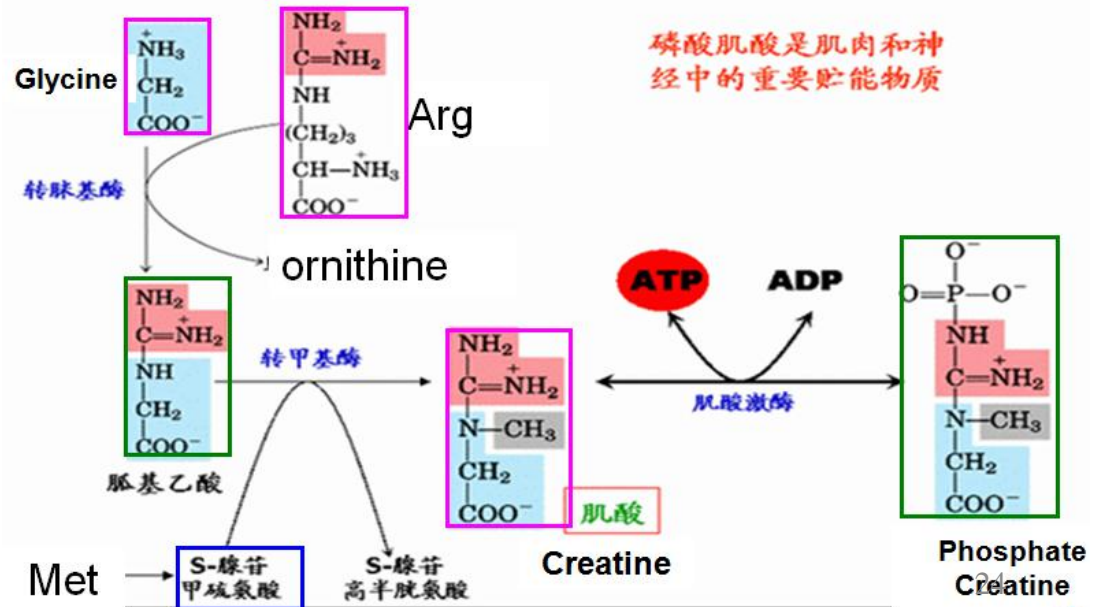 Glycine
NH₃⁺
CH₂
COO⁻
NH₂
C=NH₂⁺
NH
(CH₂)₃
CH—NH₃⁺
COO⁻
Arg
磷酸肌酸是肌肉和神
经中的重要贮能物质
转脒基酶
ornithine
NH₂
C=NH₂⁺
NH
CH₂
COO⁻
胍基乙酸
转甲基酶
Met
S-腺苷
甲硫氨酸
S-腺苷
高半胱氨酸
NH₂
C=NH₂⁺
N—CH₃
CH₂
COO⁻
肌酸
Creatine
ATP
ADP
肌酸激酶
O⁻
O=P—O⁻
NH
C=NH₂⁺
N—CH₃
CH₂
COO⁻
Phosphate
Creatine
24